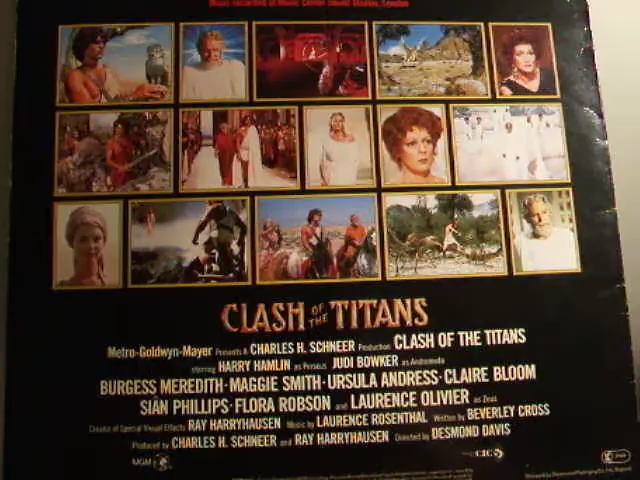 CLASH OF THE TITANS
Metro-Goldwyn-Mayer Presents A CHARLES H. SCHNEER Production CLASH OF THE TITANS
starring HARRY HAMLIN as Perseus JUDI BOWKER as Andromeda
BURGESS MEREDITH · MAGGIE SMITH · URSULA ANDRESS · CLAIRE BLOOM
SIÂN PHILLIPS · FLORA ROBSON and LAURENCE OLIVIER as Zeus
Creator of Special Visual Effects RAY HARRYHAUSEN Music by LAURENCE ROSENTHAL Written by BEVERLEY CROSS
Produced by CHARLES H. SCHNEER and RAY HARRYHAUSEN Directed by DESMOND DAVIS
MGM CIC